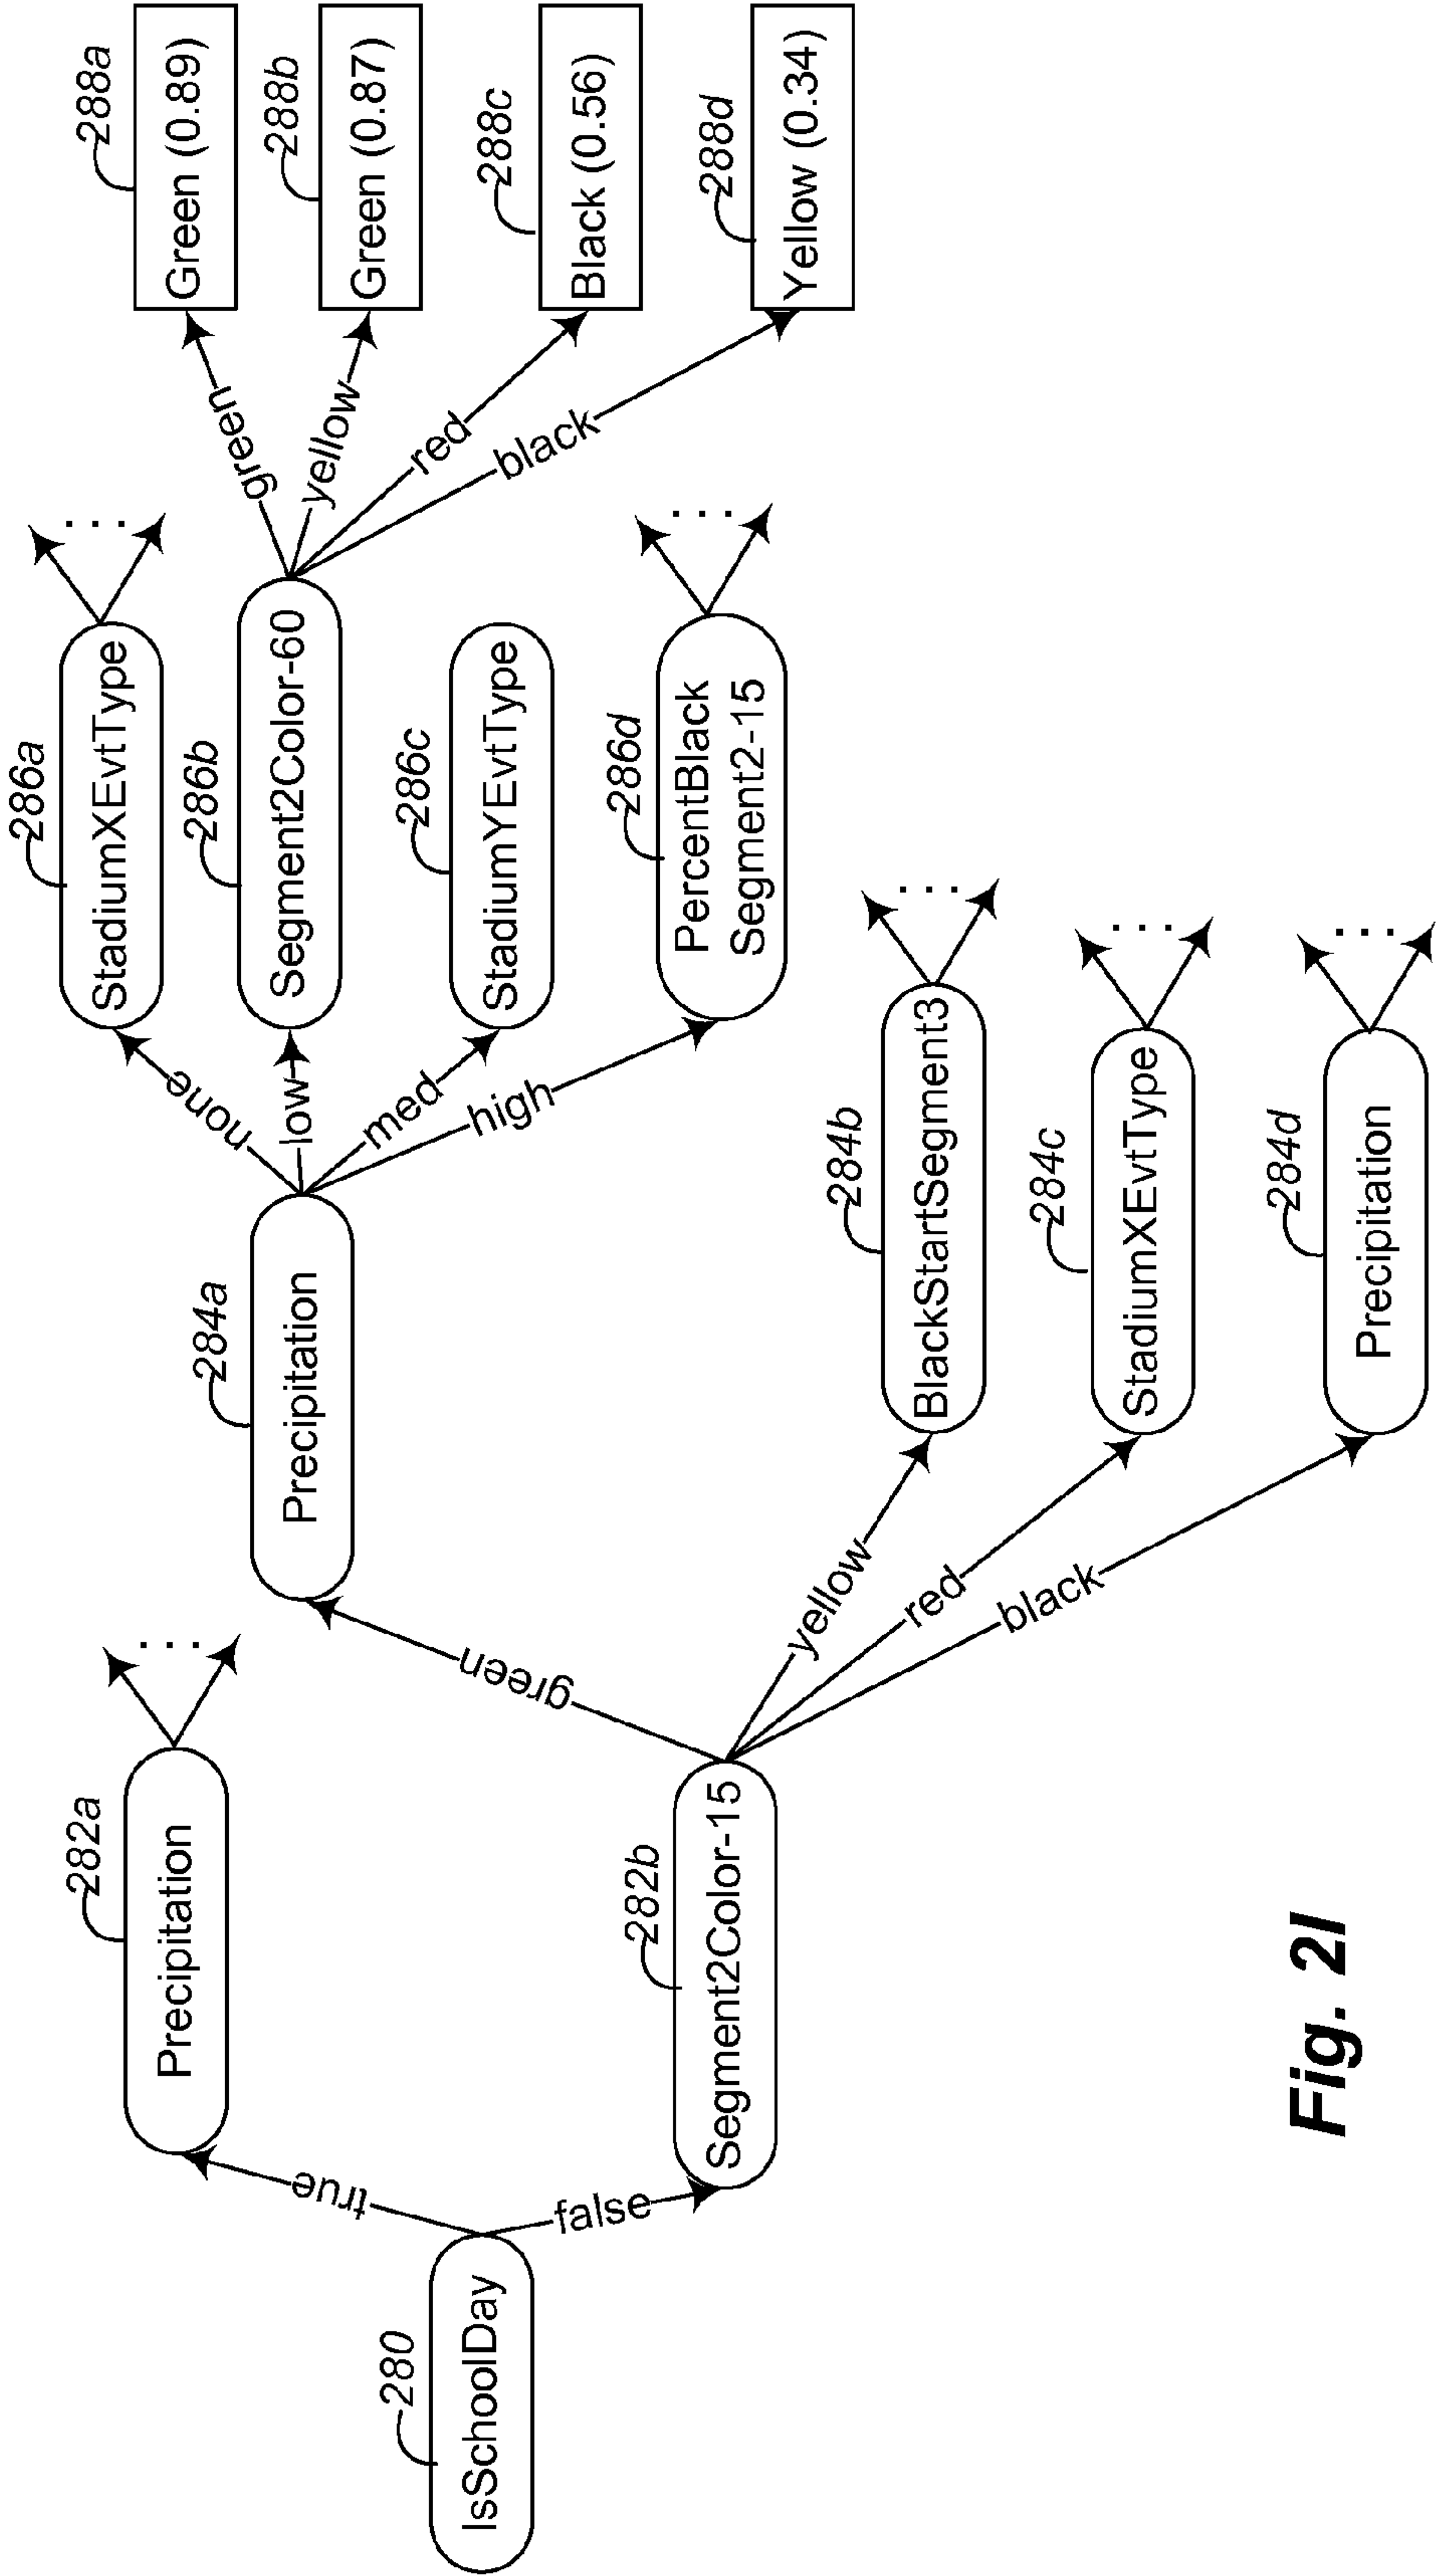 280
IsSchoolDay
true
false
282a
Precipitation
...
282b
Segment2Color-15
green
yellow
red
black
284a
Precipitation
none
low
med
high
284b
BlackStartSegment3
...
284c
StadiumXEvtType
...
284d
Precipitation
...
286a
StadiumXEvtType
...
286b
Segment2Color-60
green
yellow
red
black
286c
StadiumYEvtType
286d
PercentBlack
Segment2-15
...
288a
Green (0.89)
288b
Green (0.87)
288c
Black (0.56)
288d
Yellow (0.34)
Fig. 2I